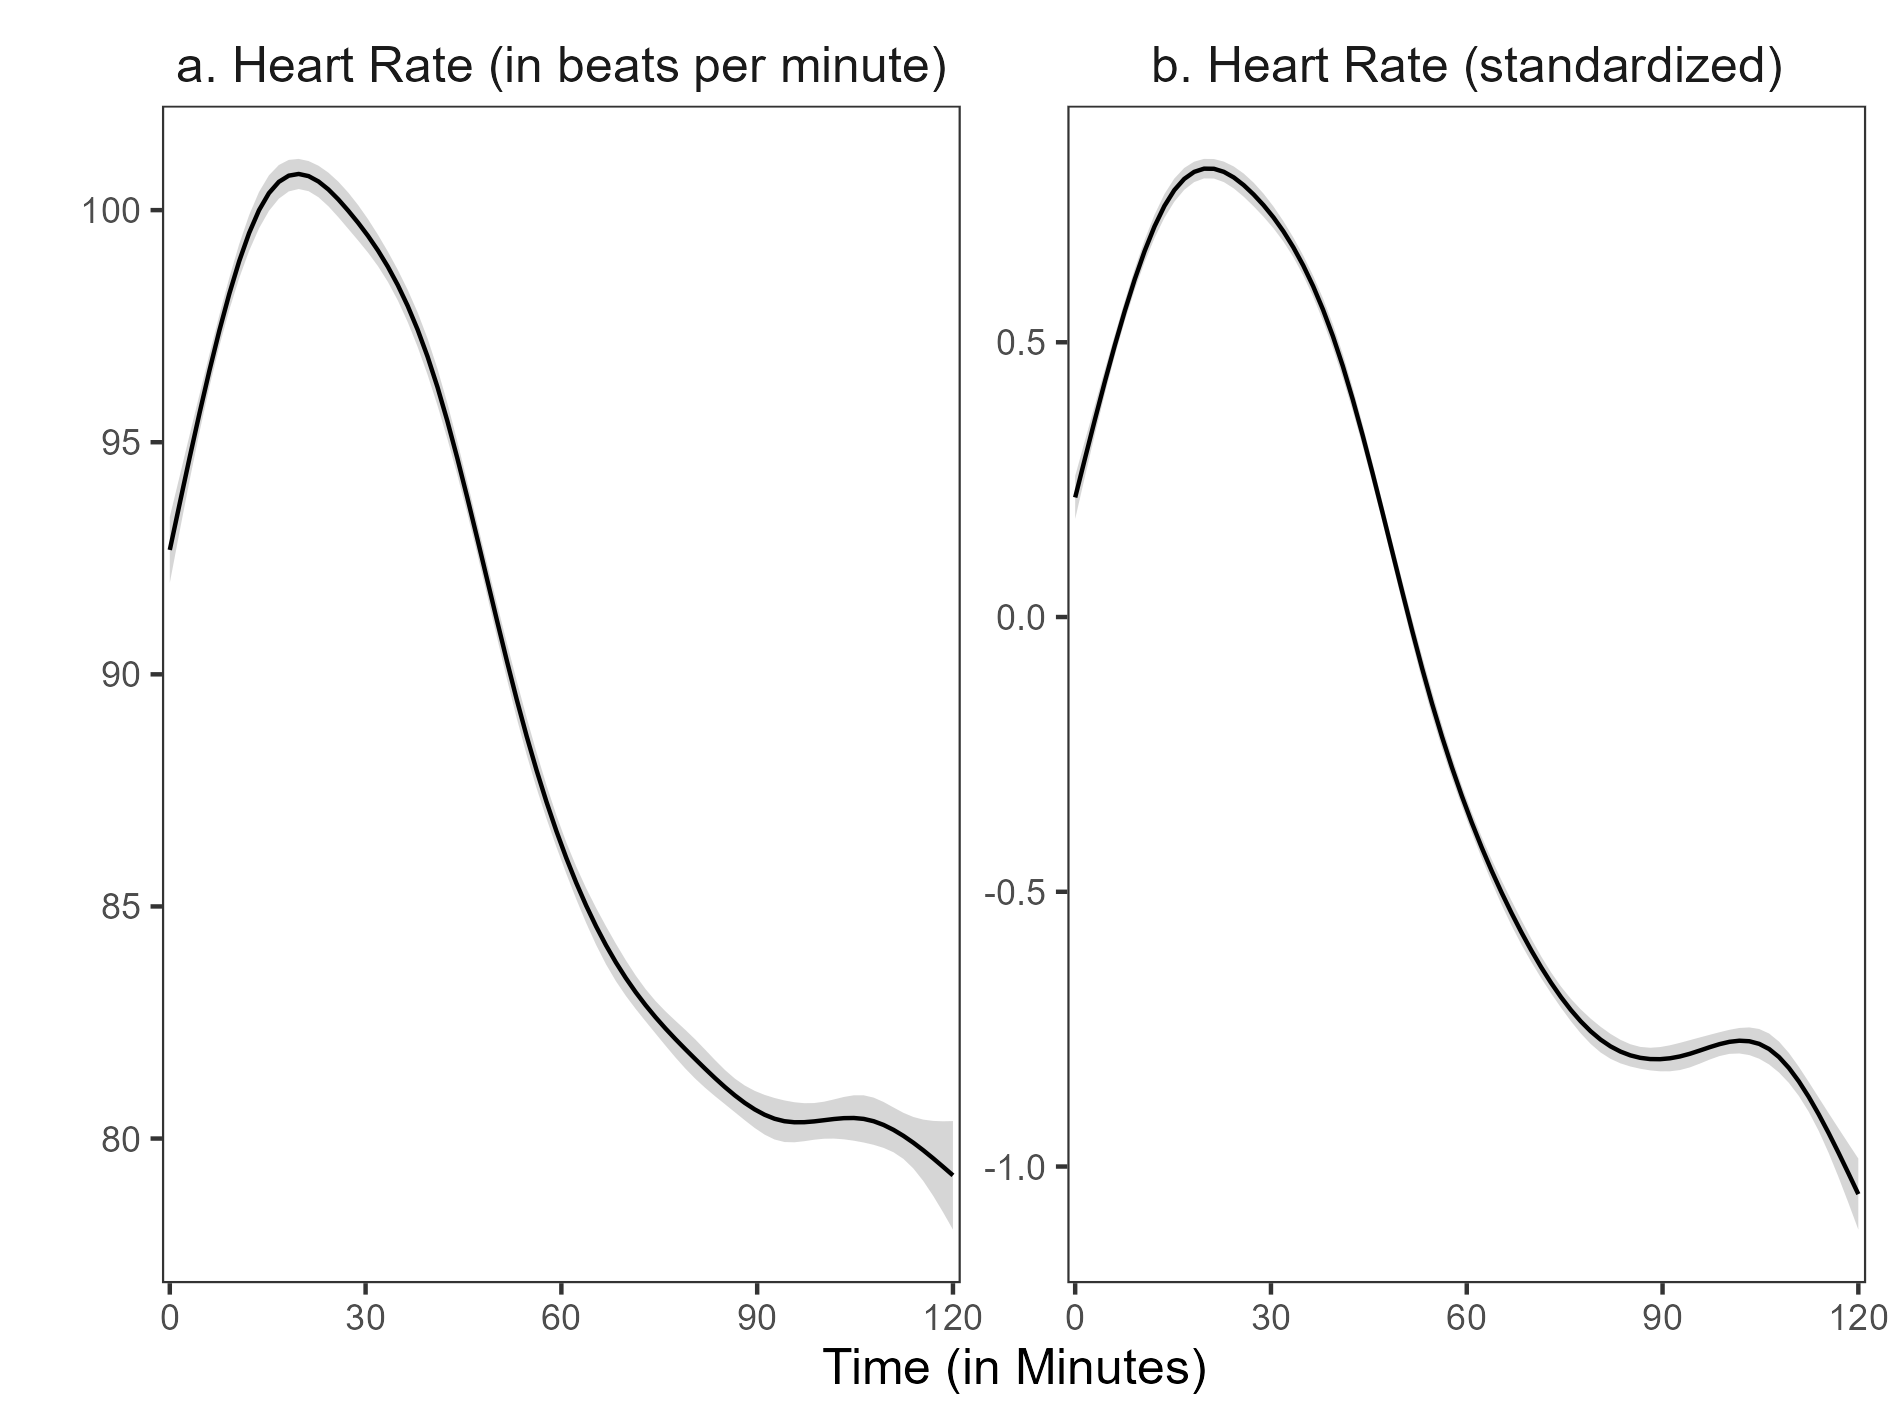 a. Heart Rate (in beats per minute)
100
95
90
85
80
0 30 60 90 120
b. Heart Rate (standardized)
0.5
0.0
-0.5
-1.0
0 30 60 90 120
Time (in Minutes)